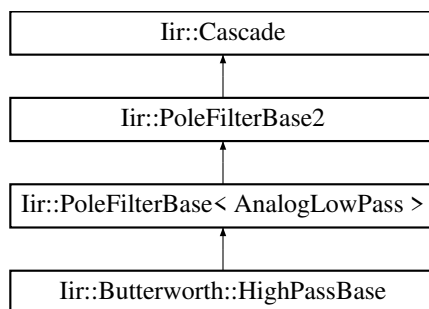 Iir::Cascade
Iir::PoleFilterBase2
Iir::PoleFilterBase< AnalogLowPass >
Iir::Butterworth::HighPassBase